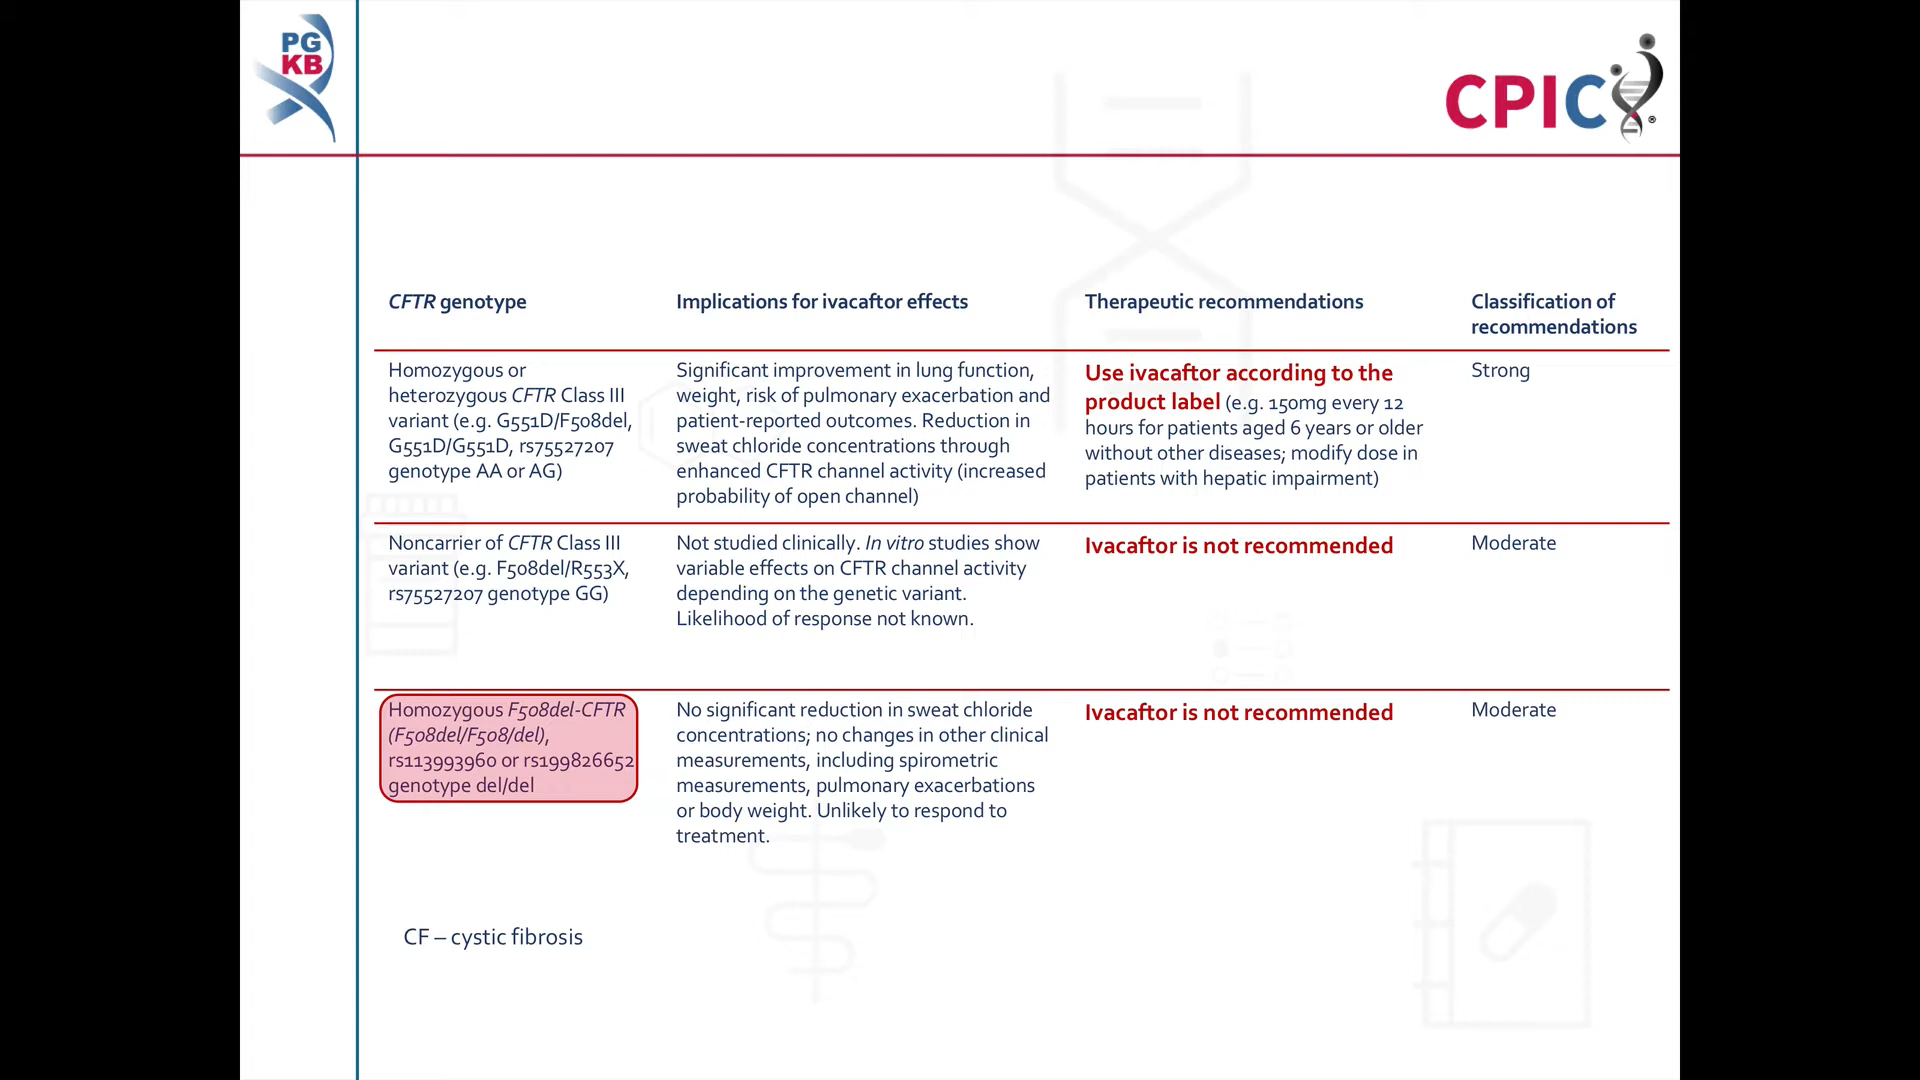 PG
KB
CPIC
®
CFTR genotype
Implications for ivacaftor effects
Therapeutic recommendations
Classification of
recommendations
Homozygous or
heterozygous CFTR Class III
variant (e.g. G551D/F508del,
G551D/G551D, rs75527207
genotype AA or AG)
Significant improvement in lung function,
weight, risk of pulmonary exacerbation and
patient-reported outcomes. Reduction in
sweat chloride concentrations through
enhanced CFTR channel activity (increased
probability of open channel)
Use ivacaftor according to the
product label (e.g. 150mg every 12
hours for patients aged 6 years or older
without other diseases; modify dose in
patients with hepatic impairment)
Strong
Noncarrier of CFTR Class III
variant (e.g. F508del/R553X,
rs75527207 genotype GG)
Not studied clinically. In vitro studies show
variable effects on CFTR channel activity
depending on the genetic variant.
Likelihood of response not known.
Ivacaftor is not recommended
Moderate
Homozygous F508del-CFTR
(F508del/F508/del),
rs113993960 or rs199826652
genotype del/del
No significant reduction in sweat chloride
concentrations; no changes in other clinical
measurements, including spirometric
measurements, pulmonary exacerbations
or body weight. Unlikely to respond to
treatment.
Ivacaftor is not recommended
Moderate
CF – cystic fibrosis